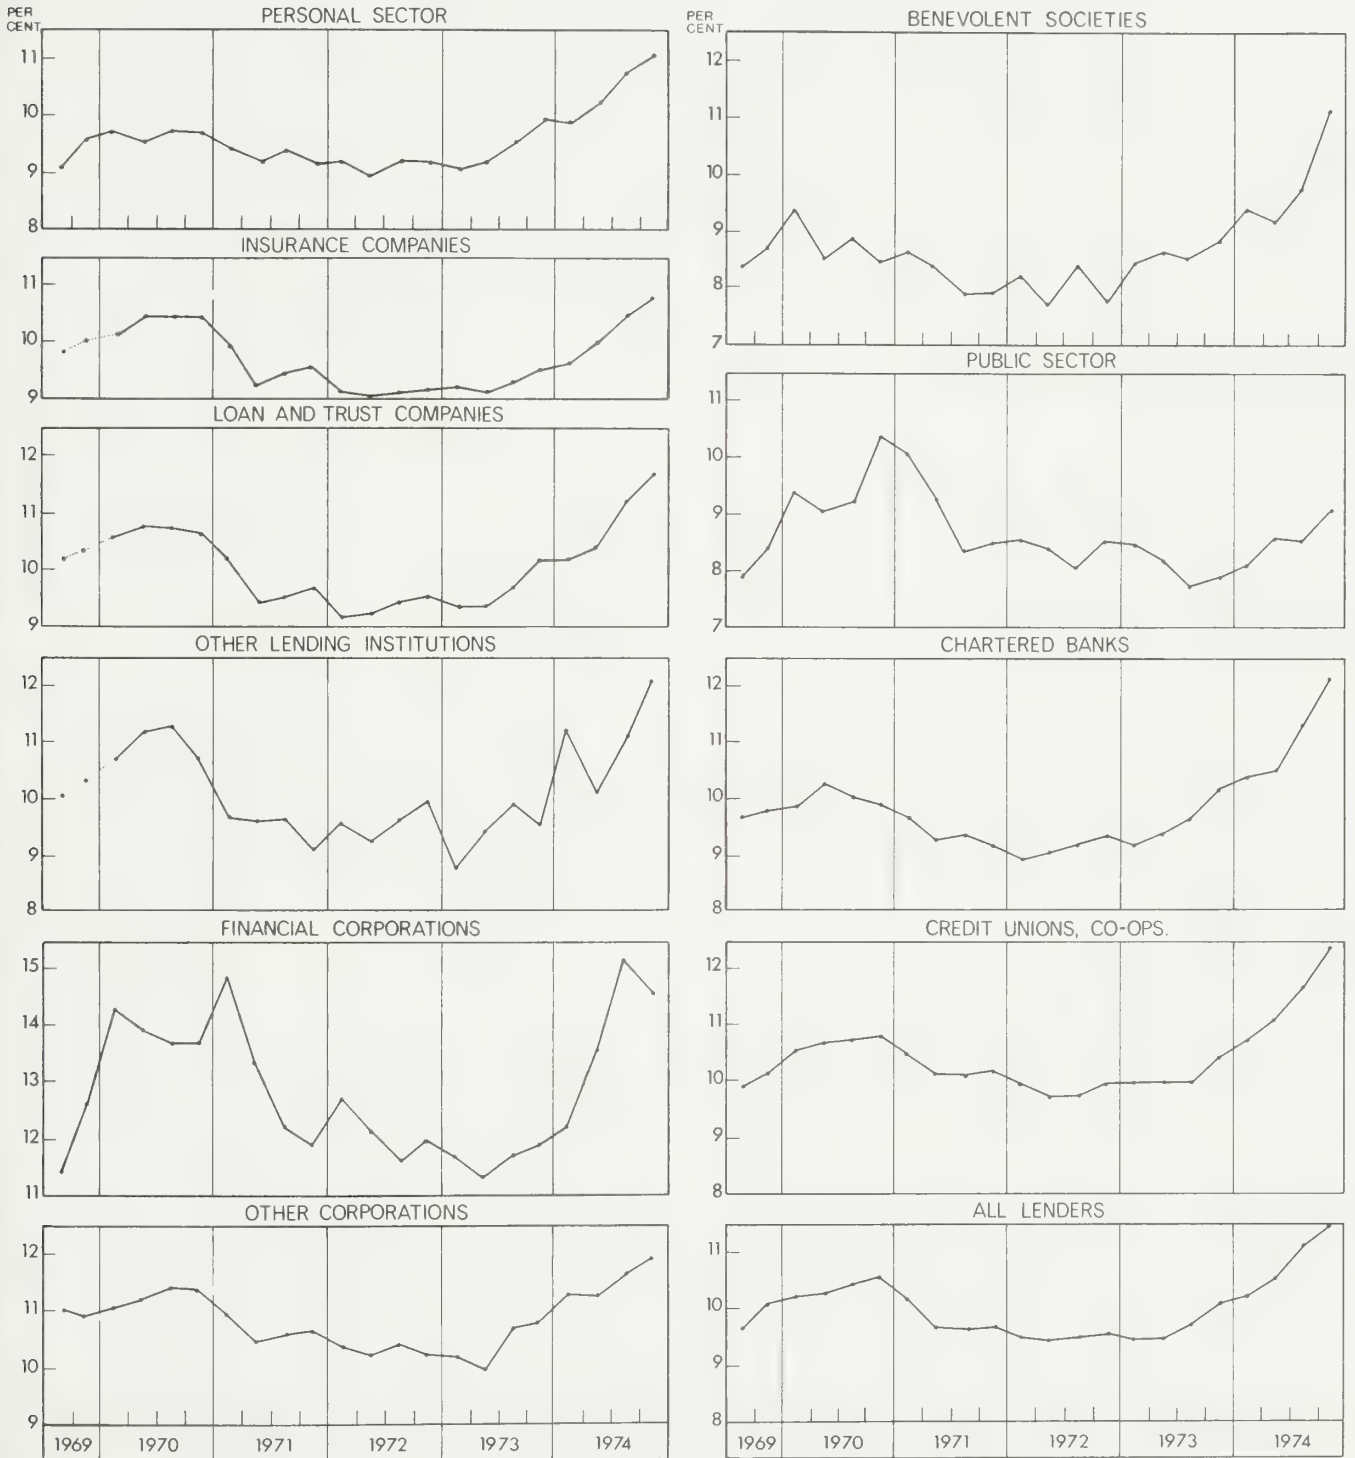 PER
CENT
PERSONAL SECTOR
11
10
9
8
INSURANCE COMPANIES
11
10
9
LOAN AND TRUST COMPANIES
12
11
10
9
OTHER LENDING INSTITUTIONS
12
11
10
9
8
FINANCIAL CORPORATIONS
15
14
13
12
11
OTHER CORPORATIONS
12
11
10
9
1969 1970 1971 1972 1973 1974
PER
CENT
BENEVOLENT SOCIETIES
12
11
10
9
8
7
PUBLIC SECTOR
11
10
9
8
7
CHARTERED BANKS
12
11
10
9
8
CREDIT UNIONS, CO-OPS.
12
11
10
9
8
ALL LENDERS
11
10
9
8
1969 1970 1971 1972 1973 1974